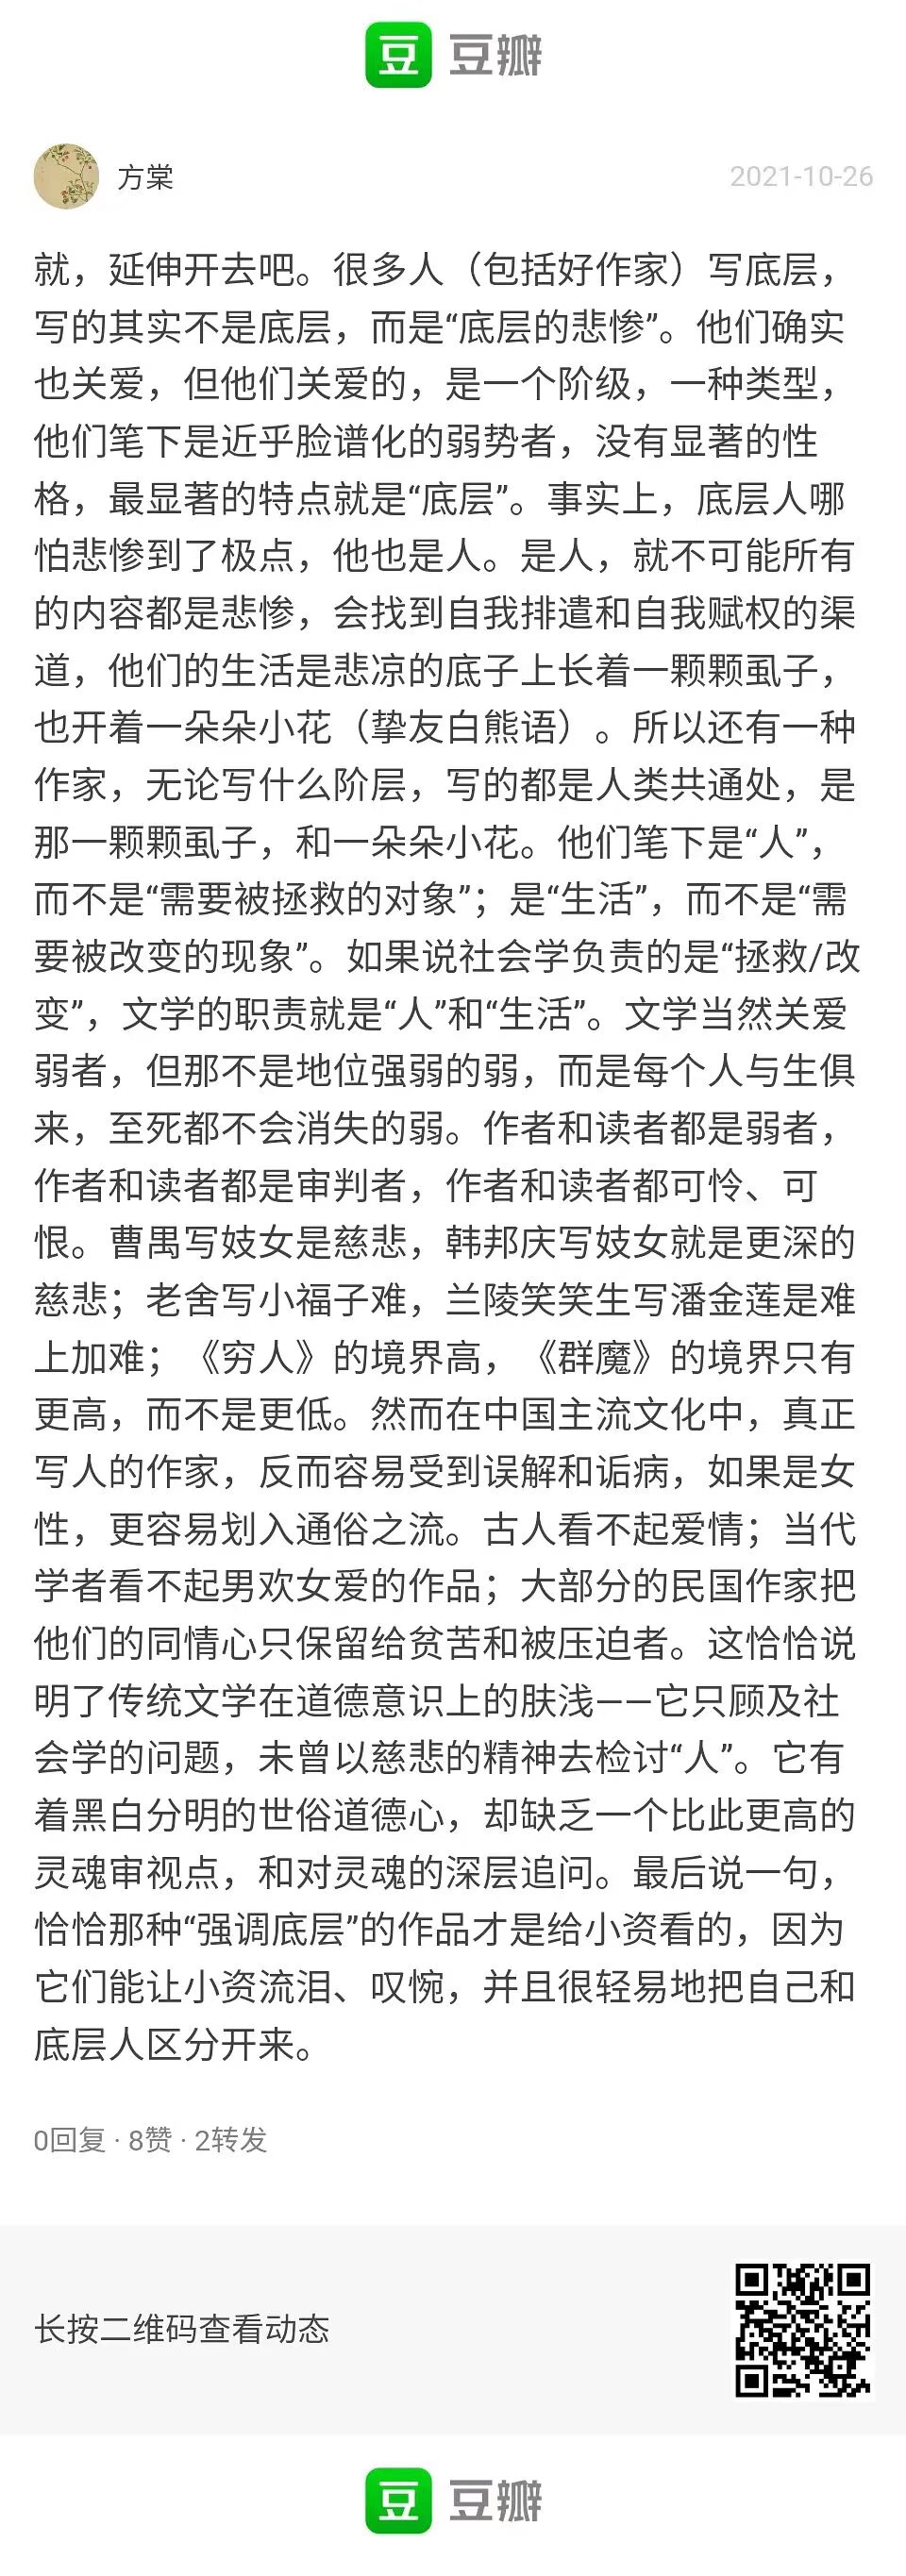 豆 豆瓣
方棠 2021-10-26
就，延伸开去吧。很多人（包括好作家）写底层，
写的其实不是底层，而是“底层的悲惨”。他们确实
也关爱，但他们关爱的，是一个阶级，一种类型，
他们笔下是近乎脸谱化的弱势者，没有显著的性
格，最显著的特点就是“底层”。事实上，底层人哪
怕悲惨到了极点，他也是人。是人，就不可能所有
的内容都是悲惨，会找到自我排遣和自我赋权的渠
道，他们的生活是悲凉的底子上长着一颗颗虱子，
也开着一朵朵小花（挚友白熊语）。所以还有一种
作家，无论写什么阶层，写的都是人类共通处，是
那一颗颗虱子，和一朵朵小花。他们笔下是“人”，
而不是“需要被拯救的对象”；是“生活”，而不是“需
要被改变的现象”。如果说社会学负责的是“拯救/改
变”，文学的职责就是“人”和“生活”。文学当然关爱
弱者，但那不是地位强弱的弱，而是每个人与生俱
来，至死都不会消失的弱。作者和读者都是弱者，
作者和读者都是审判者，作者和读者都可怜、可
恨。曹禺写妓女是慈悲，韩邦庆写妓女就是更深的
慈悲；老舍写小福子难，兰陵笑笑生写潘金莲是难
上加难；《穷人》的境界高，《群魔》的境界只有
更高，而不是更低。然而在中国主流文化中，真正
写人的作家，反而容易受到误解和诟病，如果是女
性，更容易划入通俗之流。古人看不起爱情；当代
学者看不起男欢女爱的作品；大部分的民国作家把
他们的同情心只保留给贫苦和被压迫者。这恰恰说
明了传统文学在道德意识上的肤浅——它只顾及社
会学的问题，未曾以慈悲的精神去检讨“人”。它有
着黑白分明的世俗道德心，却缺乏一个比此更高的
灵魂审视点，和对灵魂的深层追问。最后说一句，
恰恰那种“强调底层”的作品才是给小资看的，因为
它们能让小资流泪、叹惋，并且很轻易地把自己和
底层人区分开来。
0回复 · 8赞 · 2转发
长按二维码查看动态
豆 豆瓣